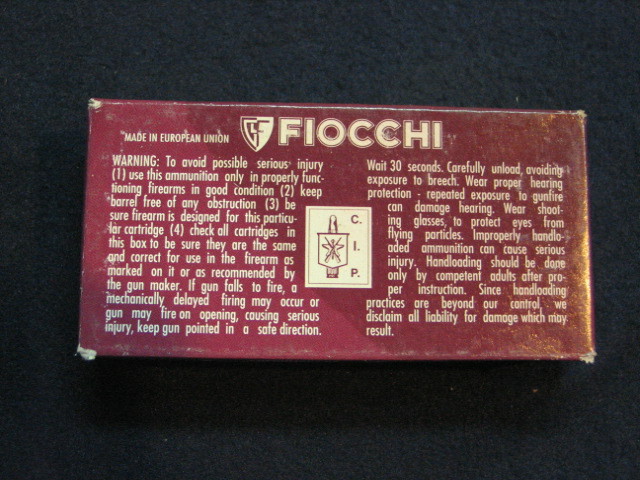 MADE IN EUROPEAN UNION GF FIOCCHI
WARNING: To avoid possible serious injury
(1) use this ammunition only in properly func-
tioning firearms in good condition (2) keep
barrel free of any obstruction (3) be
sure firearm is designed for this particu-
lar cartridge (4) check all cartridges in
this box to be sure they are the same
and correct for use in the firearm as
marked on it or as recommended by
the gun maker. If gun falls to fire, a
mechanically delayed firing may occur or
gun may fire on opening, causing serious
injury, keep gun pointed in a safe direction.
C.
I.
P.
Wait 30 seconds. Carefully unload, avoiding
exposure to breech. Wear proper hearing
protection - repeated exposure to gunfire
can damage hearing. Wear shoot-
ing glasses, to protect eyes from
flying particles. Improperly handlo-
aded ammunition can cause serious
injury. Handloading should be done
only by competent adults after pro-
per instruction. Since handloading
practices are beyond our control, we
disclaim all liability for damage which may
result.